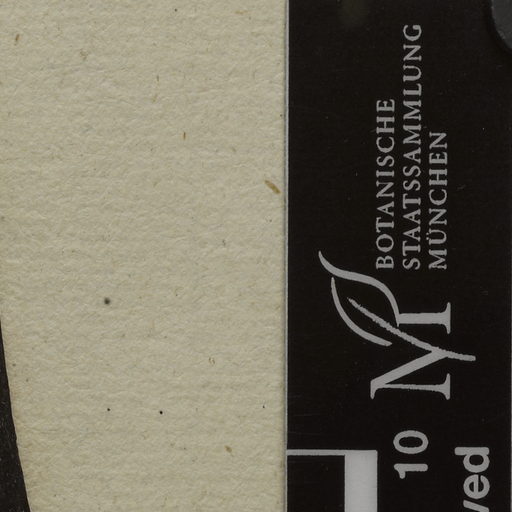 BOTANISCHE
STAATSSAMMLUNG
MÜNCHEN
M
10
ved